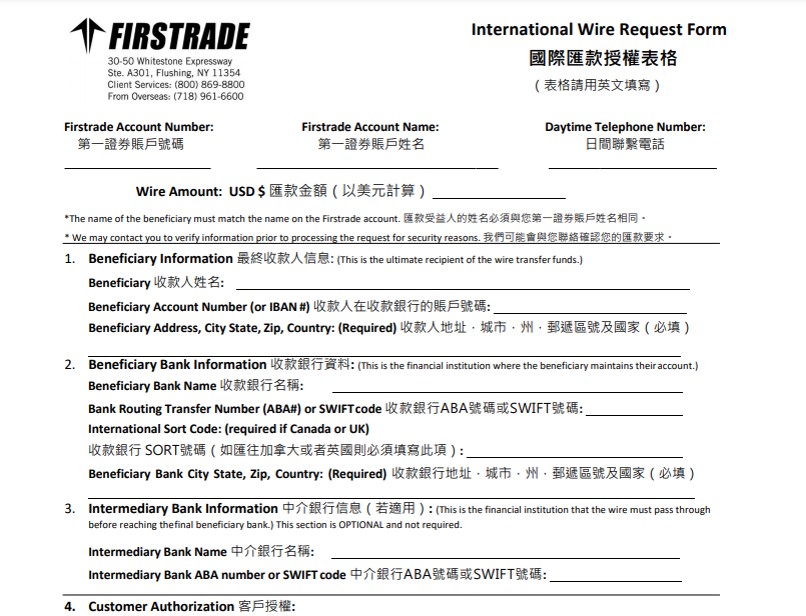 FIRSTRADE
30-50 Whitestone Expressway
Ste. A301, Flushing, NY 11354
Client Services: (800) 869-8800
From Overseas: (718) 961-6600
International Wire Request Form
國際匯款授權表格
（表格請用英文填寫）
Firstrade Account Number: Firstrade Account Name: Daytime Telephone Number:
第一證券賬戶號碼 第一證券賬戶姓名 日間聯繫電話
Wire Amount: USD $ 匯款金額（以美元計算）
*The name of the beneficiary must match the name on the Firstrade account. 匯款受益人的姓名必須與您第一證券賬戶姓名相同。
* We may contact you to verify information prior to processing the request for security reasons. 我們可能會與您聯絡確認您的匯款要求。
1. Beneficiary Information 最終收款人信息: (This is the ultimate recipient of the wire transfer funds.)
Beneficiary 收款人姓名:
Beneficiary Account Number (or IBAN #) 收款人在收款銀行的賬戶號碼:
Beneficiary Address, City State, Zip, Country: (Required) 收款人地址﹐城市﹐州﹐郵遞區號及國家（必填）
2. Beneficiary Bank Information 收款銀行資料: (This is the financial institution where the beneficiary maintains their account.)
Beneficiary Bank Name 收款銀行名稱:
Bank Routing Transfer Number (ABA#) or SWIFT code 收款銀行ABA號碼或SWIFT號碼:
International Sort Code: (required if Canada or UK)
收款銀行 SORT號碼（如匯往加拿大或者英國則必須填寫此項）:
Beneficiary Bank City State, Zip, Country: (Required) 收款銀行地址﹐城市﹐州﹐郵遞區號及國家（必填）
3. Intermediary Bank Information 中介銀行信息（若適用）: (This is the financial institution that the wire must pass through
before reaching the final beneficiary bank.) This section is OPTIONAL and not required.
Intermediary Bank Name 中介銀行名稱:
Intermediary Bank ABA number or SWIFT code 中介銀行ABA號碼或SWIFT號碼:
4. Customer Authorization 客戶授權: